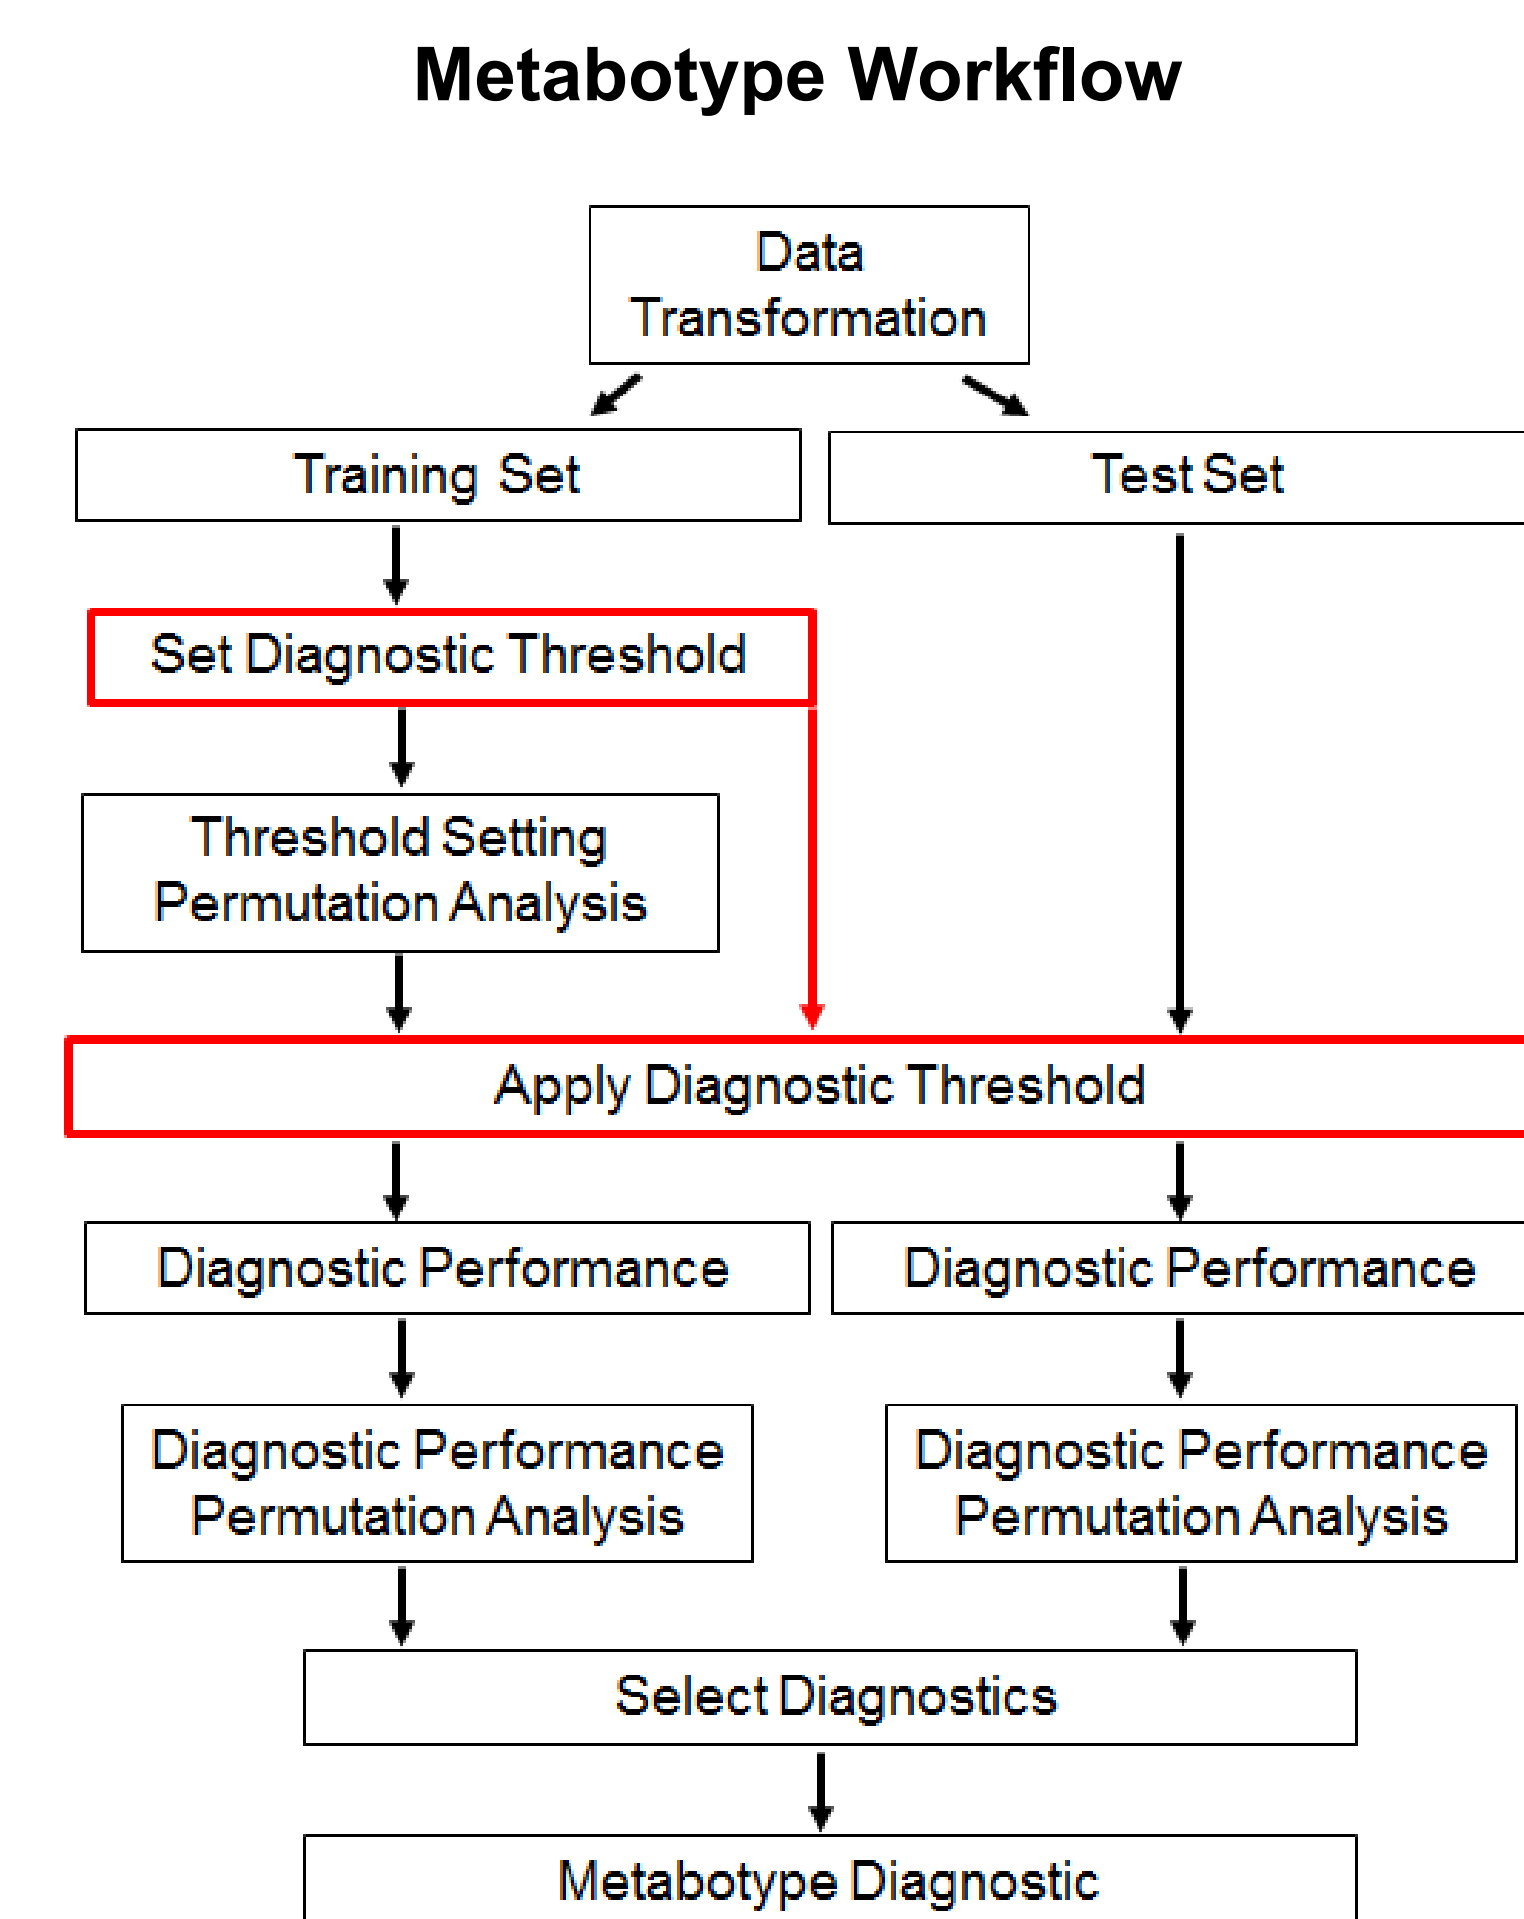 Metabotype Workflow
Data
Transformation
Training Set
Test Set
Set Diagnostic Threshold
Threshold Setting
Permutation Analysis
Apply Diagnostic Threshold
Diagnostic Performance
Diagnostic Performance
Diagnostic Performance
Permutation Analysis
Diagnostic Performance
Permutation Analysis
Select Diagnostics
Metabotype Diagnostic